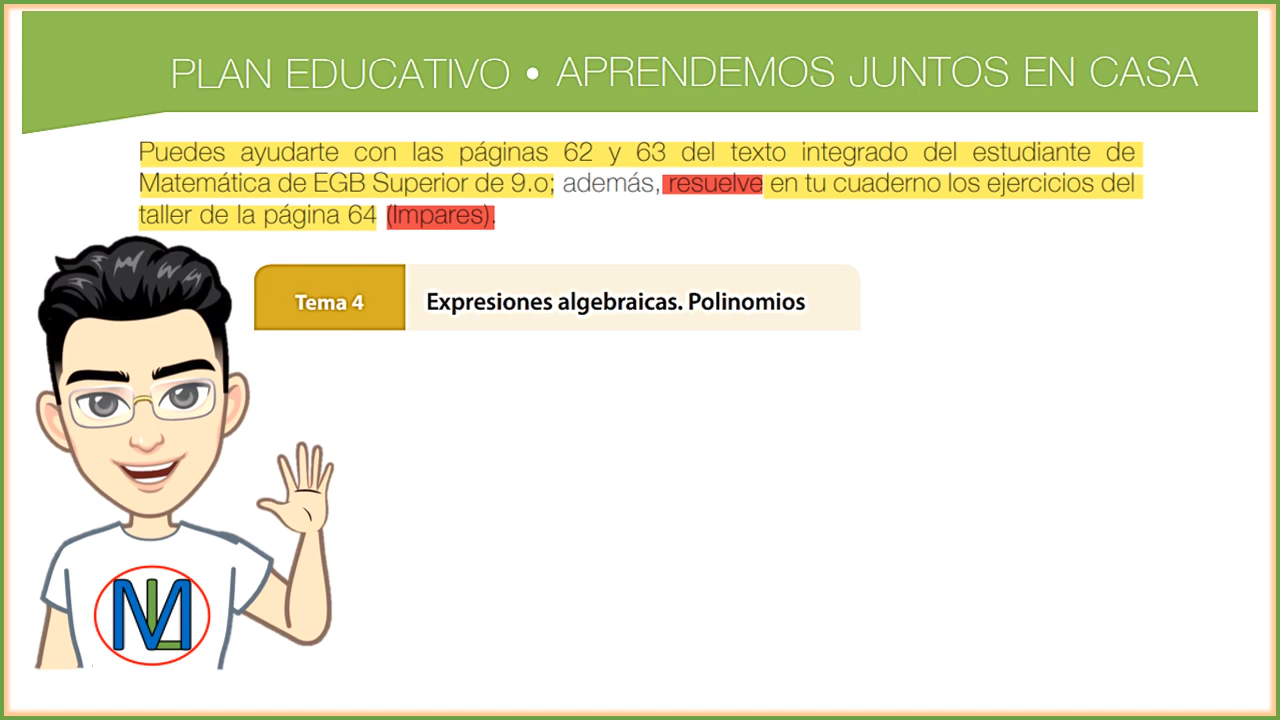 PLAN EDUCATIVO • APRENDEMOS JUNTOS EN CASA
Puedes ayudarte con las páginas 62 y 63 del texto integrado del estudiante de
Matemática de EGB Superior de 9.o; además, resuelve en tu cuaderno los ejercicios del
taller de la página 64 (Impares).
Tema 4 Expresiones algebraicas. Polinomios
ML